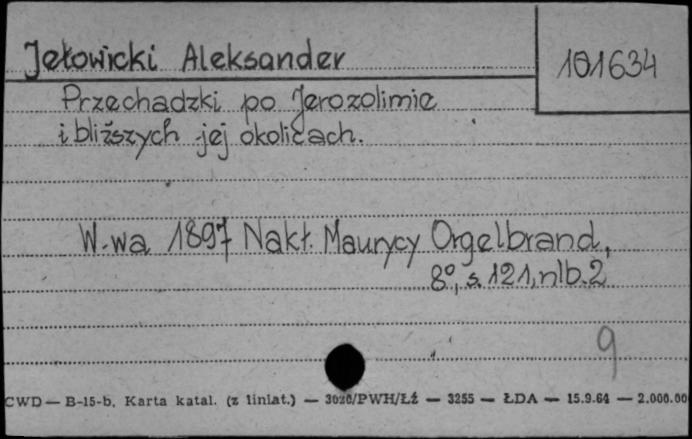 Jełowicki Aleksander
101634
Przechadzki po Jerozolimie
i bliższych jej okolicach.
W-wa 1897 Nakł. Maurycy Orgelbrand,
8°, s. 121, nlb. 2
9
CWD — B-15-b. Karta katal. (z liniat.) — 3026/PWH/Łź — 3255 — ŁDA — 15.9.64 — 2.000.00